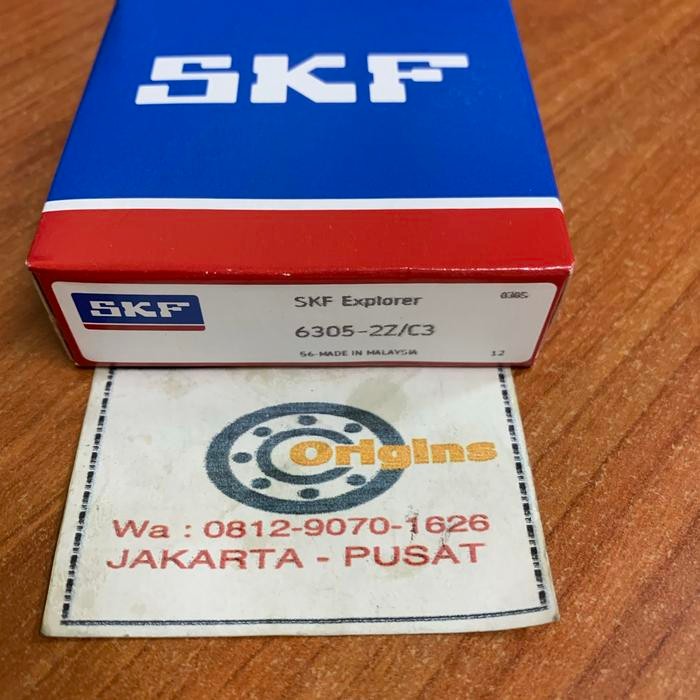 SKF
SKF
SKF Explorer
6305-2Z/C3
56-MADE IN MALAYSIA
12
Origins
Wa : 0812-9070-1626
JAKARTA - PUSAT